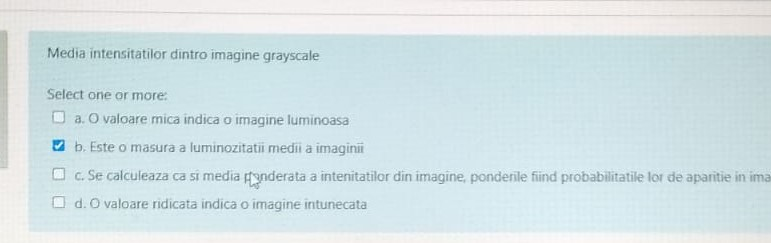 Media intensitatilor dintro imagine grayscale
Select one or more:
a. O valoare mica indica o imagine luminoasa
b. Este o masura a luminozitatii medii a imaginii
c. Se calculeaza ca si media ponderata a intenitatilor din imagine, ponderile fiind probabilitatile lor de aparitie in ima
d. O valoare ridicata indica o imagine intunecata